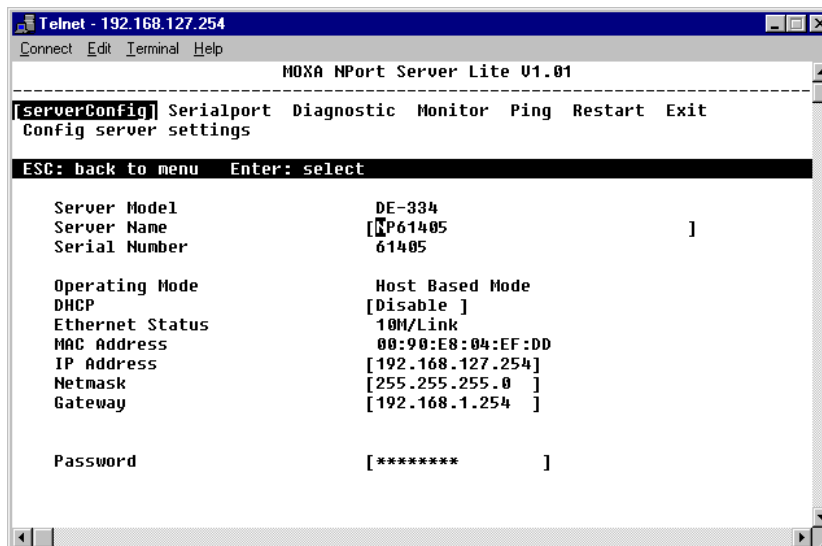 Telnet - 192.168.127.254
Connect Edit Terminal Help
MOXA NPort Server Lite V1.01
[serverConfig] Serialport Diagnostic Monitor Ping Restart Exit
Config server settings
ESC: back to menu Enter: select
Server Model DE-334
Server Name [NP61405 ]
Serial Number 61405
Operating Mode Host Based Mode
DHCP [Disable ]
Ethernet Status 10M/Link
MAC Address 00:90:E8:04:EF:DD
IP Address [192.168.127.254]
Netmask [255.255.255.0 ]
Gateway [192.168.1.254 ]
Password [******** ]